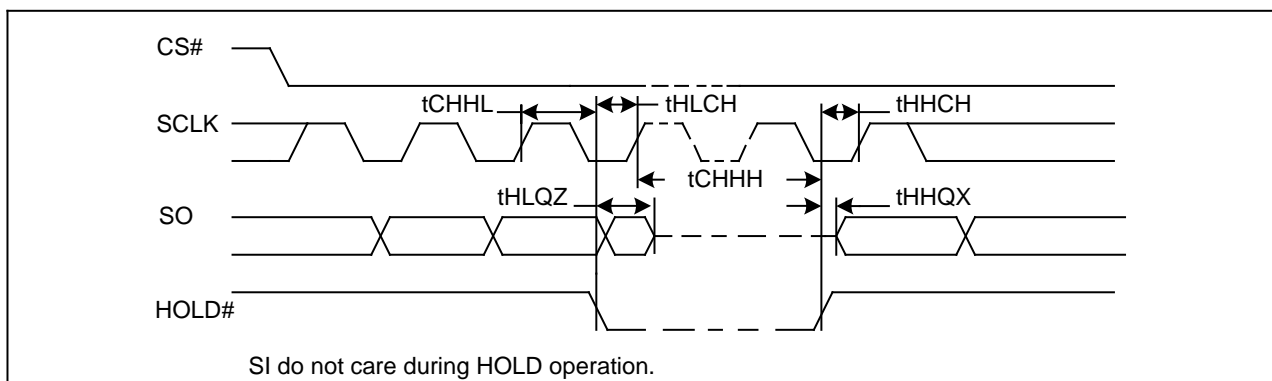 CS#
tCHHL
tHLCH
tHHCH
SCLK
tCHHH
tHLQZ
tHHQX
SO
HOLD#
SI do not care during HOLD operation.